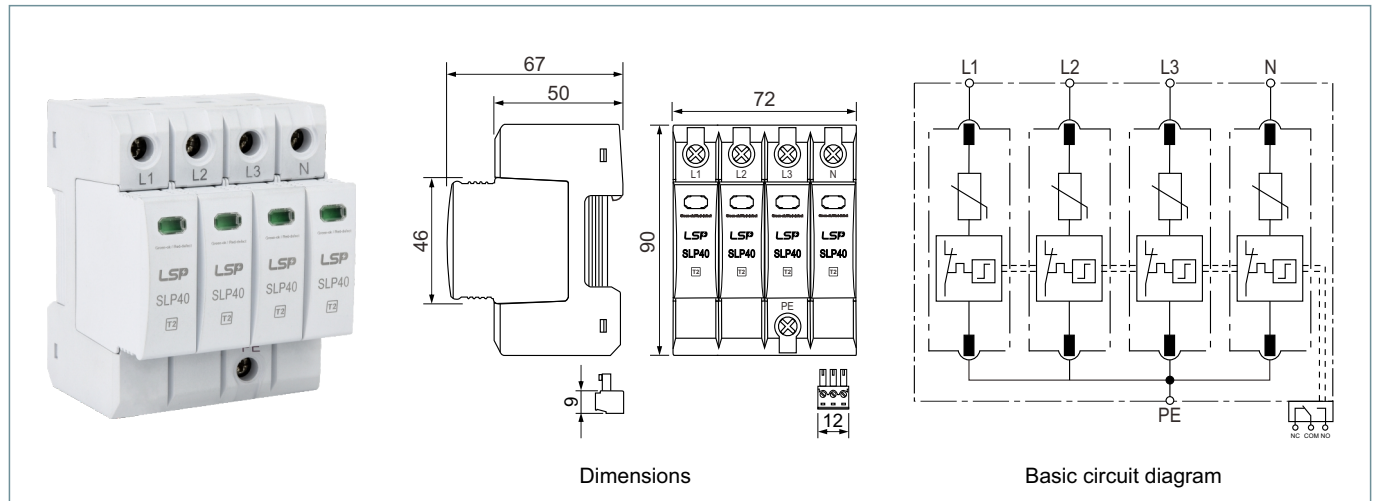 L1
L2
L3
N
LSP
SLP40
T2
LSP
SLP40
T2
LSP
SLP40
T2
LSP
SLP40
T2
PE
67
50
46
9
72
90
L1
L2
L3
N
LSP
LSP
LSP
LSP
SLP40
SLP40
SLP40
SLP40
T2
T2
T2
T2
PE
12
Dimensions
L1
L2
L3
N
PE
NC COM NO
Basic circuit diagram